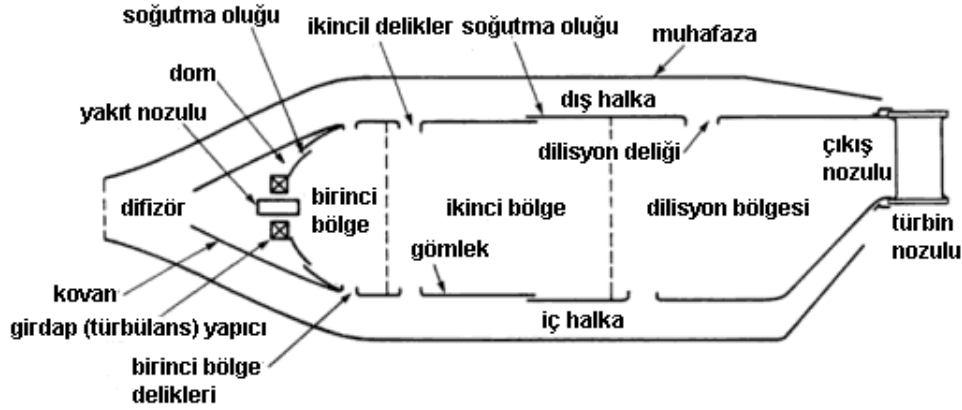 soğutma oluğu
ikincil delikler
soğutma oluğu
muhafaza
dom
yakıt nozulu
dış halka
dilisyon deliği
çıkış
nozulu
difizör
birinci
bölge
ikinci bölge
dilisyon bölgesi
türbin
nozulu
gömlek
kovan
girdap (türbülans) yapıcı
iç halka
birinci bölge
delikleri